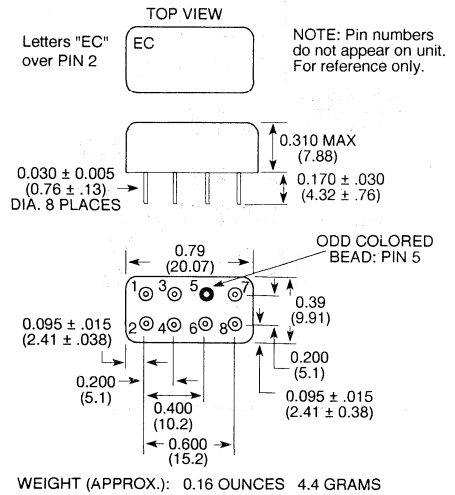 TOP VIEW
Letters "EC"
over PIN 2
EC
NOTE: Pin numbers
do not appear on unit.
For reference only.
0.310 MAX
(7.88)
0.030 ± 0.005
(0.76 ± .13)
DIA. 8 PLACES
0.170 ± .030
(4.32 ± .76)
0.79
(20.07)
ODD COLORED
BEAD: PIN 5
1 3 5 7
0.39
(9.91)
2 4 6 8
0.095 ± .015
(2.41 ± .038)
0.200
(5.1)
0.200
(5.1)
0.095 ± .015
(2.41 ± 0.38)
0.400
(10.2)
0.600
(15.2)
WEIGHT (APPROX.): 0.16 OUNCES 4.4 GRAMS